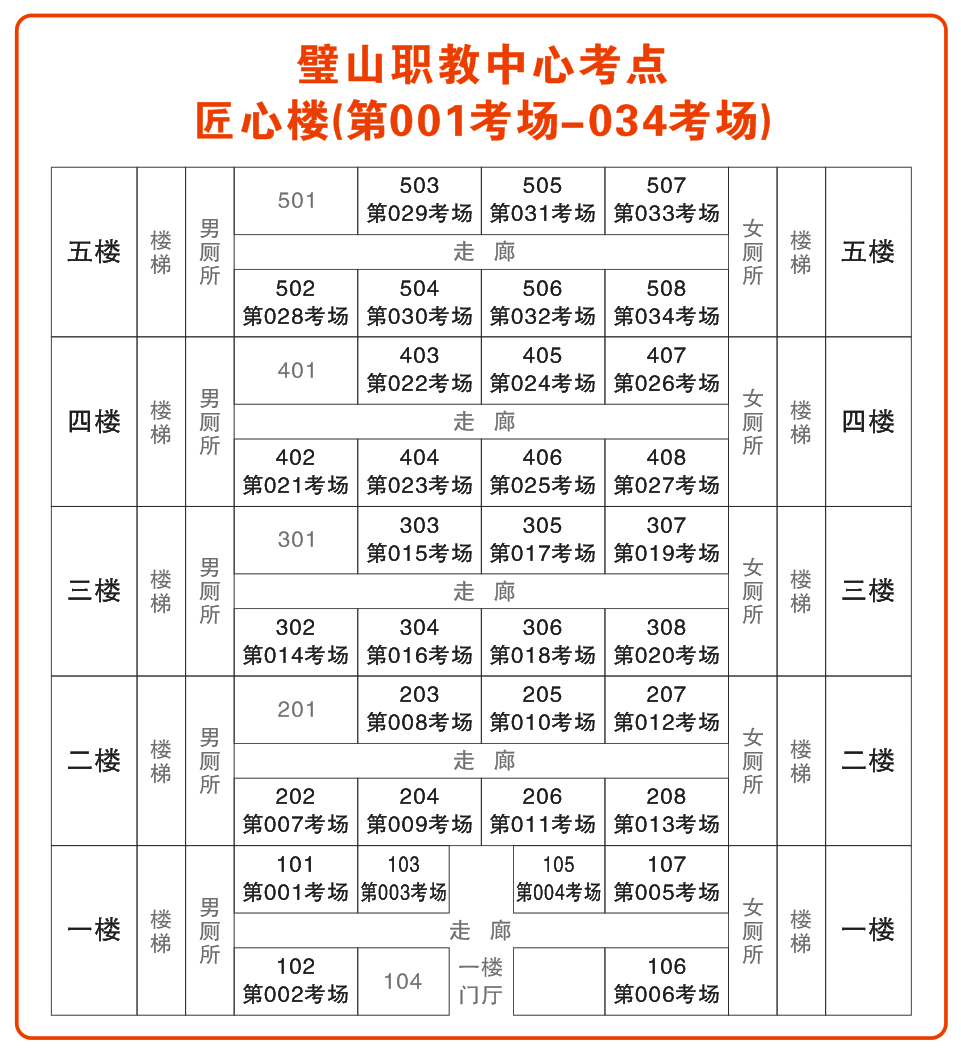 璧山职教中心考点
匠心楼(第001考场-034考场)
五楼
楼梯
男厕所
501
503
第029考场
505
第031考场
507
第033考场
走 廊
502
第028考场
504
第030考场
506
第032考场
508
第034考场
女厕所
楼梯
五楼
四楼
楼梯
男厕所
401
403
第022考场
405
第024考场
407
第026考场
走 廊
402
第021考场
404
第023考场
406
第025考场
408
第027考场
女厕所
楼梯
四楼
三楼
楼梯
男厕所
301
303
第015考场
305
第017考场
307
第019考场
走 廊
302
第014考场
304
第016考场
306
第018考场
308
第020考场
女厕所
楼梯
三楼
二楼
楼梯
男厕所
201
203
第008考场
205
第010考场
207
第012考场
走 廊
202
第007考场
204
第009考场
206
第011考场
208
第013考场
女厕所
楼梯
二楼
一楼
楼梯
男厕所
101
第001考场
103
第003考场
105
第004考场
107
第005考场
走 廊
102
第002考场
104
一楼
门厅
106
第006考场
女厕所
楼梯
一楼